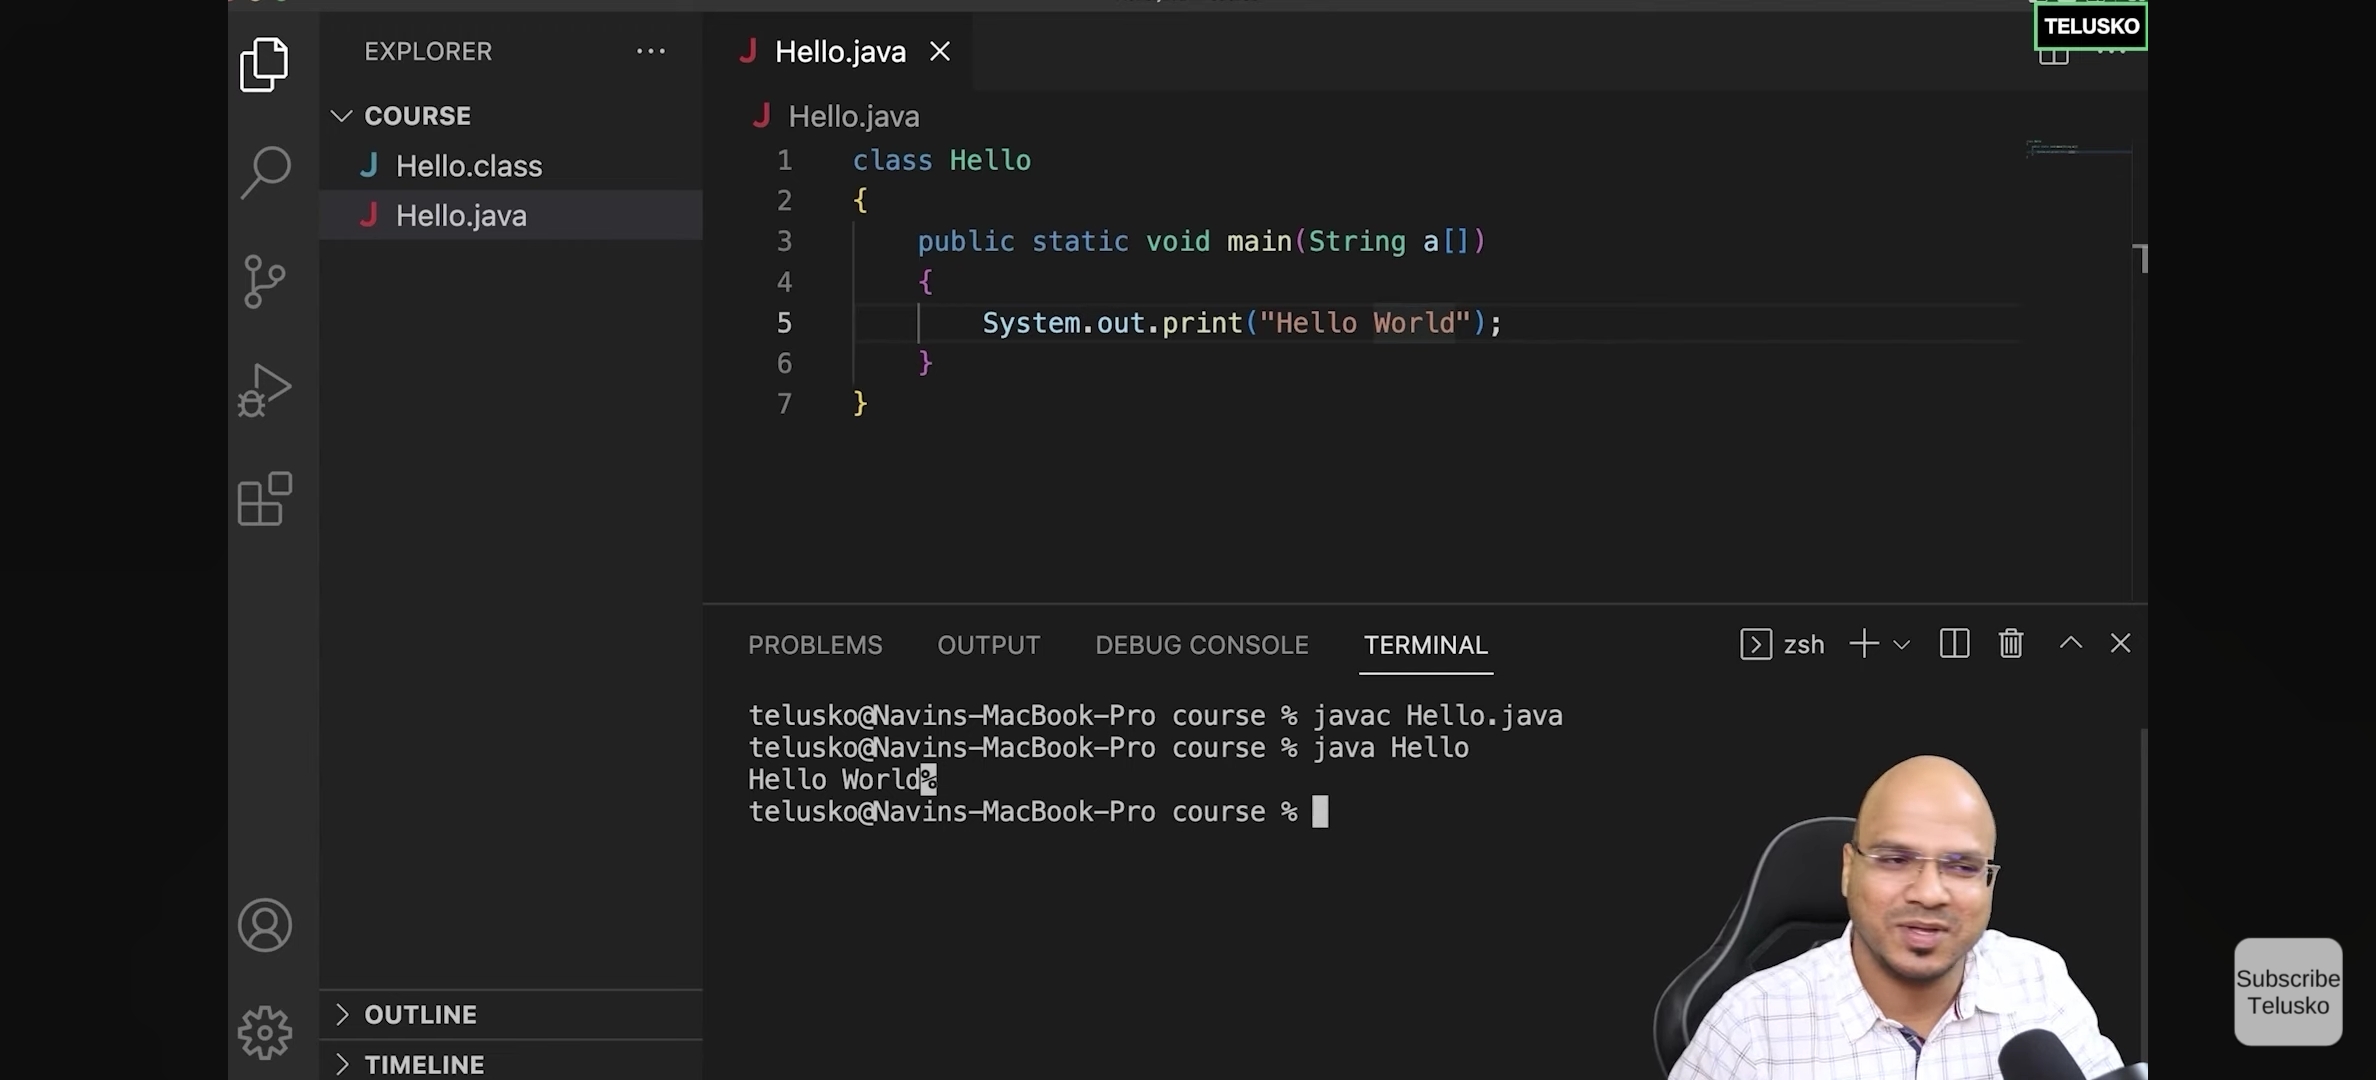 TELUSKO
EXPLORER
Hello.java
COURSE
Hello.class
Hello.java
Hello.java
1 class Hello
2 {
3 public static void main(String a[])
4 {
5 System.out.print("Hello World");
6 }
7 }
PROBLEMS OUTPUT DEBUG CONSOLE TERMINAL zsh
telusko@Navins-MacBook-Pro course % javac Hello.java
telusko@Navins-MacBook-Pro course % java Hello
Hello World%
telusko@Navins-MacBook-Pro course %
OUTLINE
TIMELINE
Subscribe
Telusko